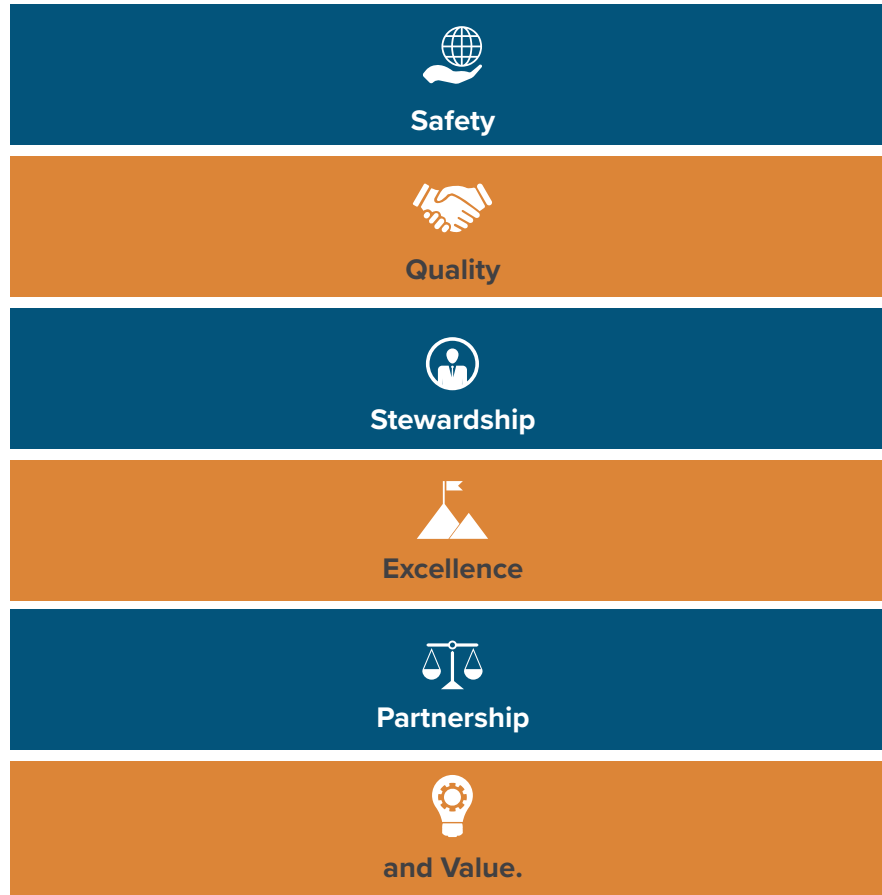 Safety
Quality
Stewardship
Excellence
Partnership
and Value.